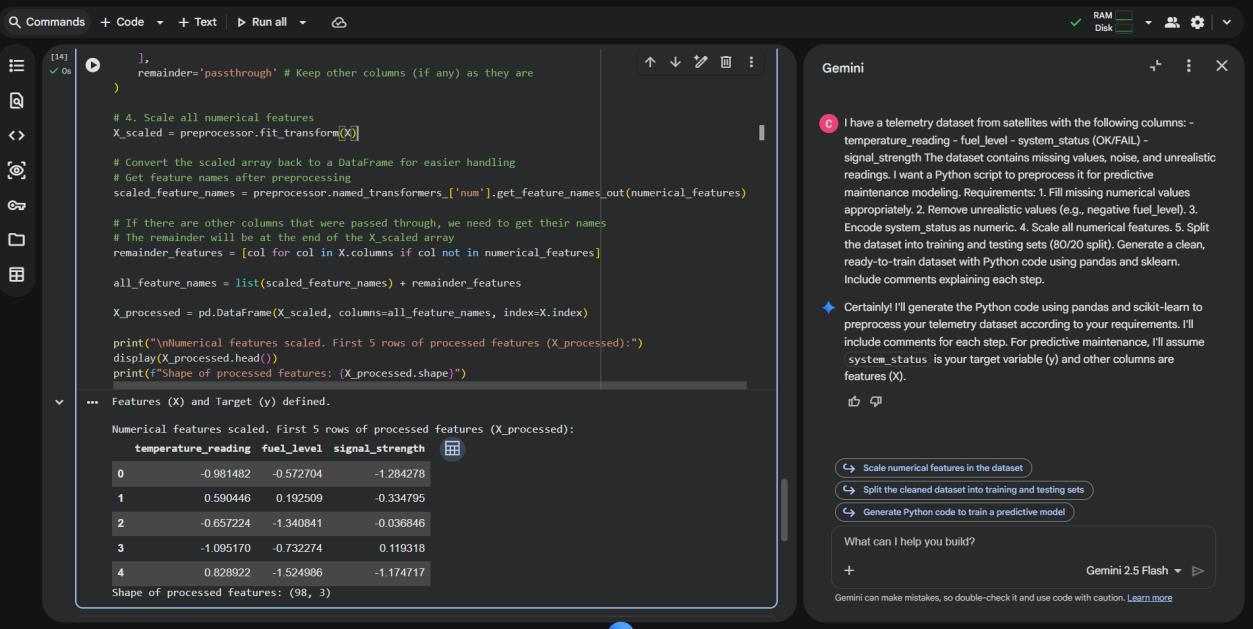 Commands + Code + Text Run all RAM
Disk
[14]
0s
],
remainder='passthrough' # Keep other columns (if any) as they are
)
# 4. Scale all numerical features
X_scaled = preprocessor.fit_transform(X)
# Convert the scaled array back to a DataFrame for easier handling
# Get feature names after preprocessing
scaled_feature_names = preprocessor.named_transformers_['num'].get_feature_names_out(numerical_features)
# If there are other columns that were passed through, we need to get their names
# The remainder will be at the end of the X_scaled array
remainder_features = [col for col in X.columns if col not in numerical_features]
all_feature_names = list(scaled_feature_names) + remainder_features
X_processed = pd.DataFrame(X_scaled, columns=all_feature_names, index=X.index)
print("\nNumerical features scaled. First 5 rows of processed features (X_processed):")
display(X_processed.head())
print(f"Shape of processed features: {X_processed.shape}")
Features (X) and Target (y) defined.
Numerical features scaled. First 5 rows of processed features (X_processed):
temperature_reading fuel_level signal_strength
0 -0.981482 -0.572704 -1.284278
1 0.590446 0.192509 -0.334795
2 -0.657224 -1.340841 -0.036846
3 -1.095170 -0.732274 0.119318
4 0.828922 -1.524986 -1.174717
Shape of processed features: (98, 3)
Gemini
C
I have a telemetry dataset from satellites with the following columns: -
temperature_reading - fuel_level - system_status (OK/FAIL) -
signal_strength The dataset contains missing values, noise, and unrealistic
readings. I want a Python script to preprocess it for predictive
maintenance modeling. Requirements: 1. Fill missing numerical values
appropriately. 2. Remove unrealistic values (e.g., negative fuel_level). 3.
Encode system_status as numeric. 4. Scale all numerical features. 5. Split
the dataset into training and testing sets (80/20 split). Generate a clean,
ready-to-train dataset with Python code using pandas and sklearn.
Include comments explaining each step.
Certainly! I'll generate the Python code using pandas and scikit-learn to
preprocess your telemetry dataset according to your requirements. I'll
include comments for each step. For predictive maintenance, I'll assume
system_status is your target variable (y) and other columns are
features (X).
Scale numerical features in the dataset
Split the cleaned dataset into training and testing sets
Generate Python code to train a predictive model
What can I help you build?
+ Gemini 2.5 Flash
Gemini can make mistakes, so double-check it and use code with caution. Learn more